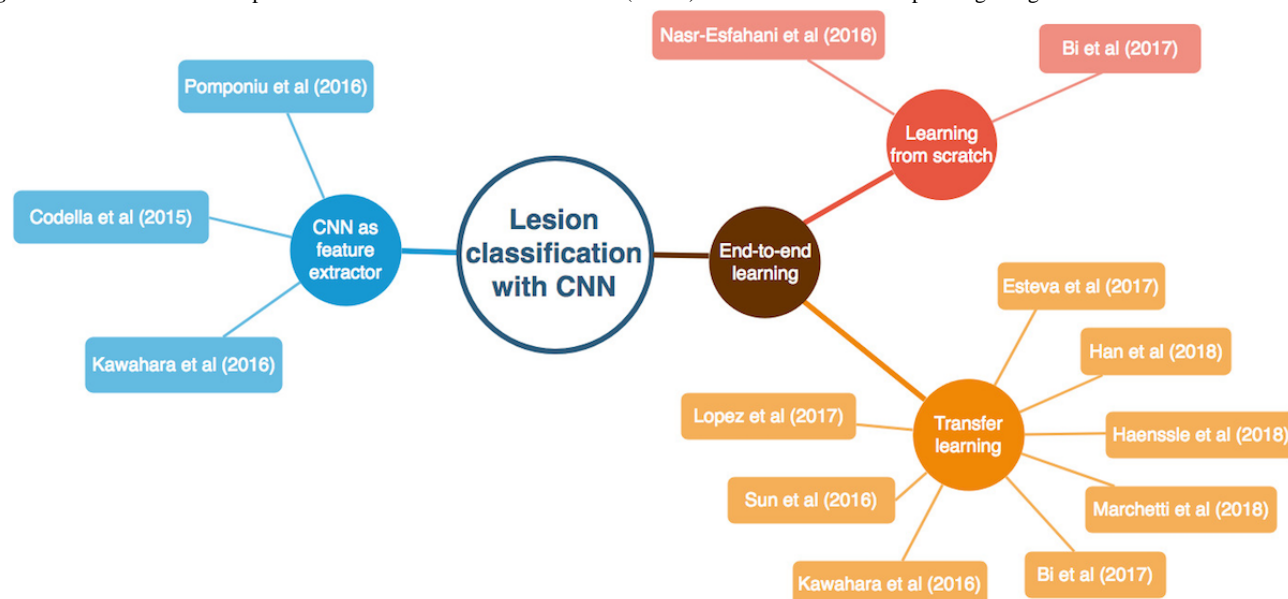 Nasr-Esfahani et al (2016)
Bi et al (2017)
Pomponiu et al (2016)
Learning
from scratch
Codella et al (2015)
CNN as
feature
extractor
Lesion
classification
with CNN
End-to-end
learning
Esteva et al (2017)
Han et al (2018)
Kawahara et al (2016)
Lopez et al (2017)
Transfer
learning
Haenssle et al (2018)
Sun et al (2016)
Marchetti et al (2018)
Kawahara et al (2016)
Bi et al (2017)